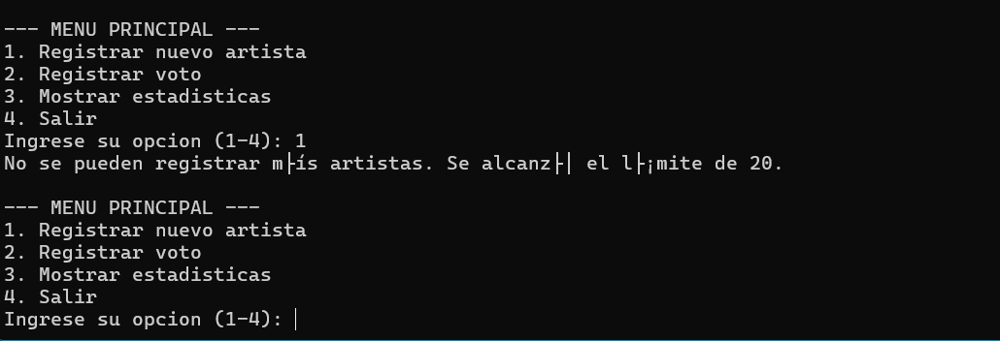 --- MENU PRINCIPAL ---
1. Registrar nuevo artista
2. Registrar voto
3. Mostrar estadisticas
4. Salir
Ingrese su opcion (1-4): 1
No se pueden registrar m├ís artistas. Se alcanz├│ el l├¡mite de 20.
--- MENU PRINCIPAL ---
1. Registrar nuevo artista
2. Registrar voto
3. Mostrar estadisticas
4. Salir
Ingrese su opcion (1-4):